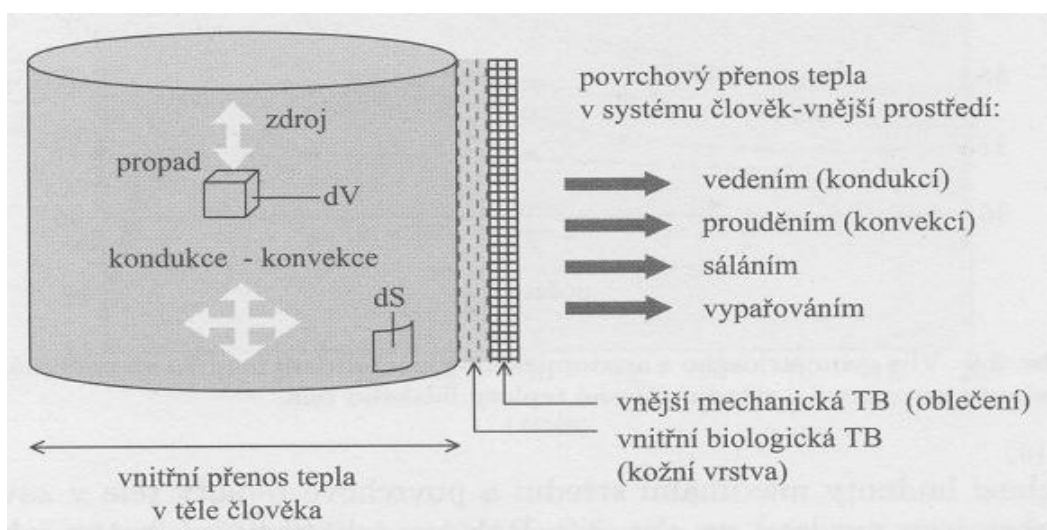 zdroj
propad
dV
kondukce - konvekce
dS
povrchový přenos tepla
v systému člověk-vnější prostředí:
vedením (kondukcí)
prouděním (konvekcí)
sáláním
vypařováním
vnější mechanická TB (oblečení)
vnitřní biologická TB
(kožní vrstva)
vnitřní přenos tepla
v těle člověka